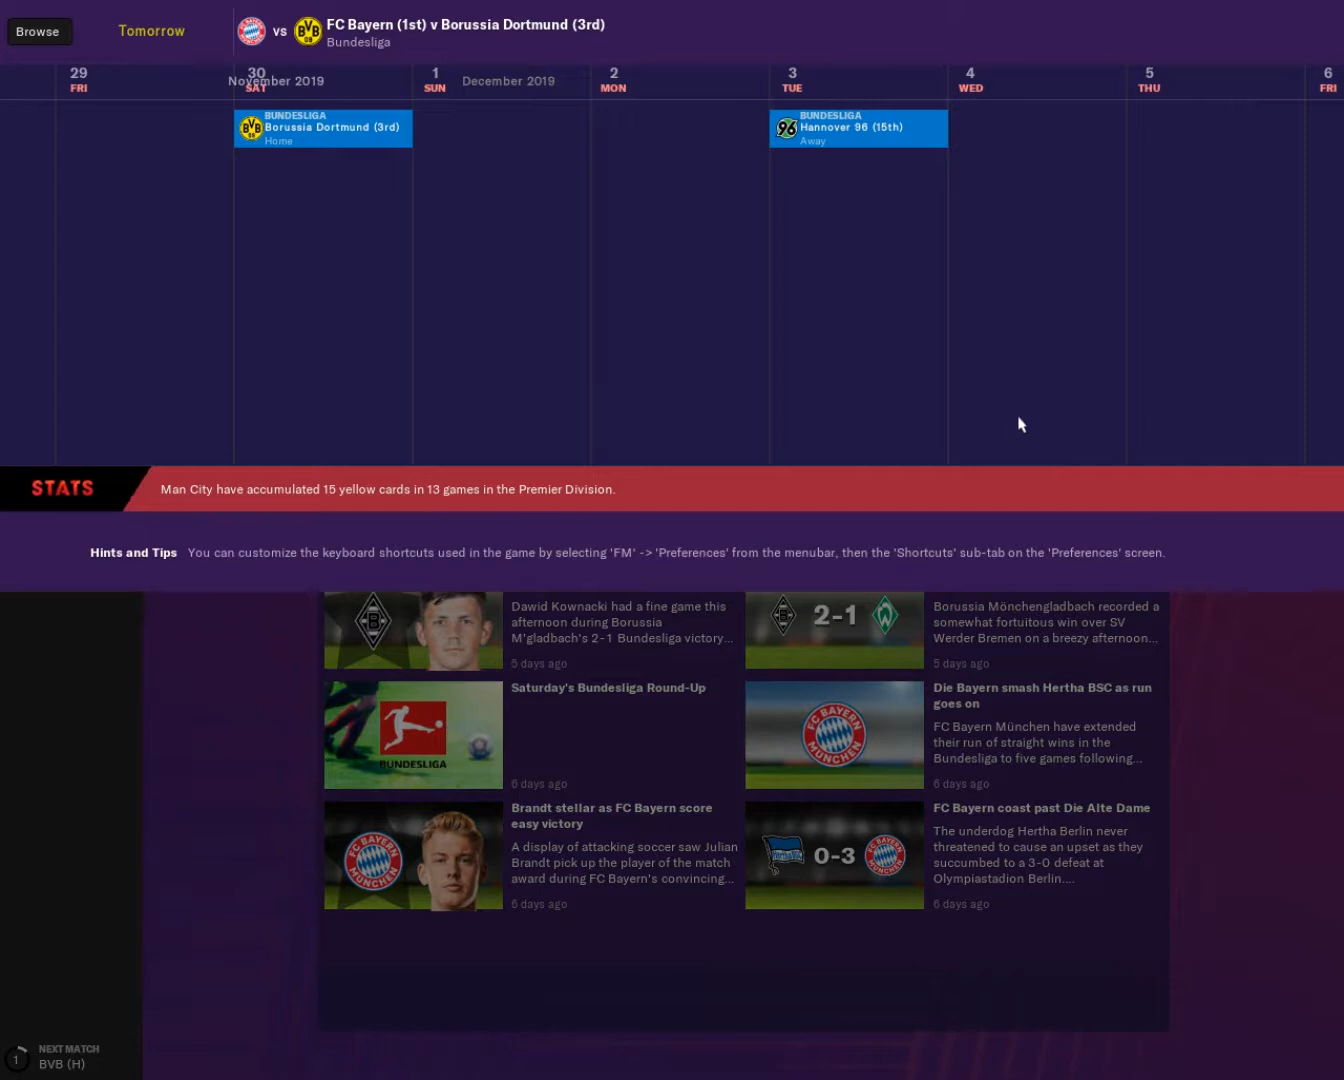 Browse
Tomorrow
vs
FC Bayern (1st) v Borussia Dortmund (3rd)
Bundesliga
29
FRI
30
SAT
November 2019
1
SUN
December 2019
2
MON
3
TUE
4
WED
5
THU
6
FRI
BUNDESLIGA
Borussia Dortmund (3rd)
Home
BUNDESLIGA
Hannover 96 (15th)
Away
STATS
Man City have accumulated 15 yellow cards in 13 games in the Premier Division.
Hints and Tips You can customize the keyboard shortcuts used in the game by selecting 'FM' -> 'Preferences' from the menubar, then the 'Shortcuts' sub-tab on the 'Preferences' screen.
Dawid Kownacki had a fine game this
afternoon during Borussia
M'gladbach's 2-1 Bundesliga victory...
5 days ago
2-1
Borussia Mönchengladbach recorded a
somewhat fortuitous win over SV
Werder Bremen on a breezy afternoon...
5 days ago
BUNDESLIGA
Saturday's Bundesliga Round-Up
6 days ago
FC BAYERN
MÜNCHEN
Die Bayern smash Hertha BSC as run
goes on
FC Bayern München have extended
their run of straight wins in the
Bundesliga to five games following...
6 days ago
FC BAYERN
MÜNCHEN
Brandt stellar as FC Bayern score
easy victory
A display of attacking soccer saw Julian
Brandt pick up the player of the match
award during FC Bayern's convincing...
6 days ago
0-3
FC Bayern coast past Die Alte Dame
The underdog Hertha Berlin never
threatened to cause an upset as they
succumbed to a 3-0 defeat at
Olympiastadion Berlin....
6 days ago
1
NEXT MATCH
BVB (H)